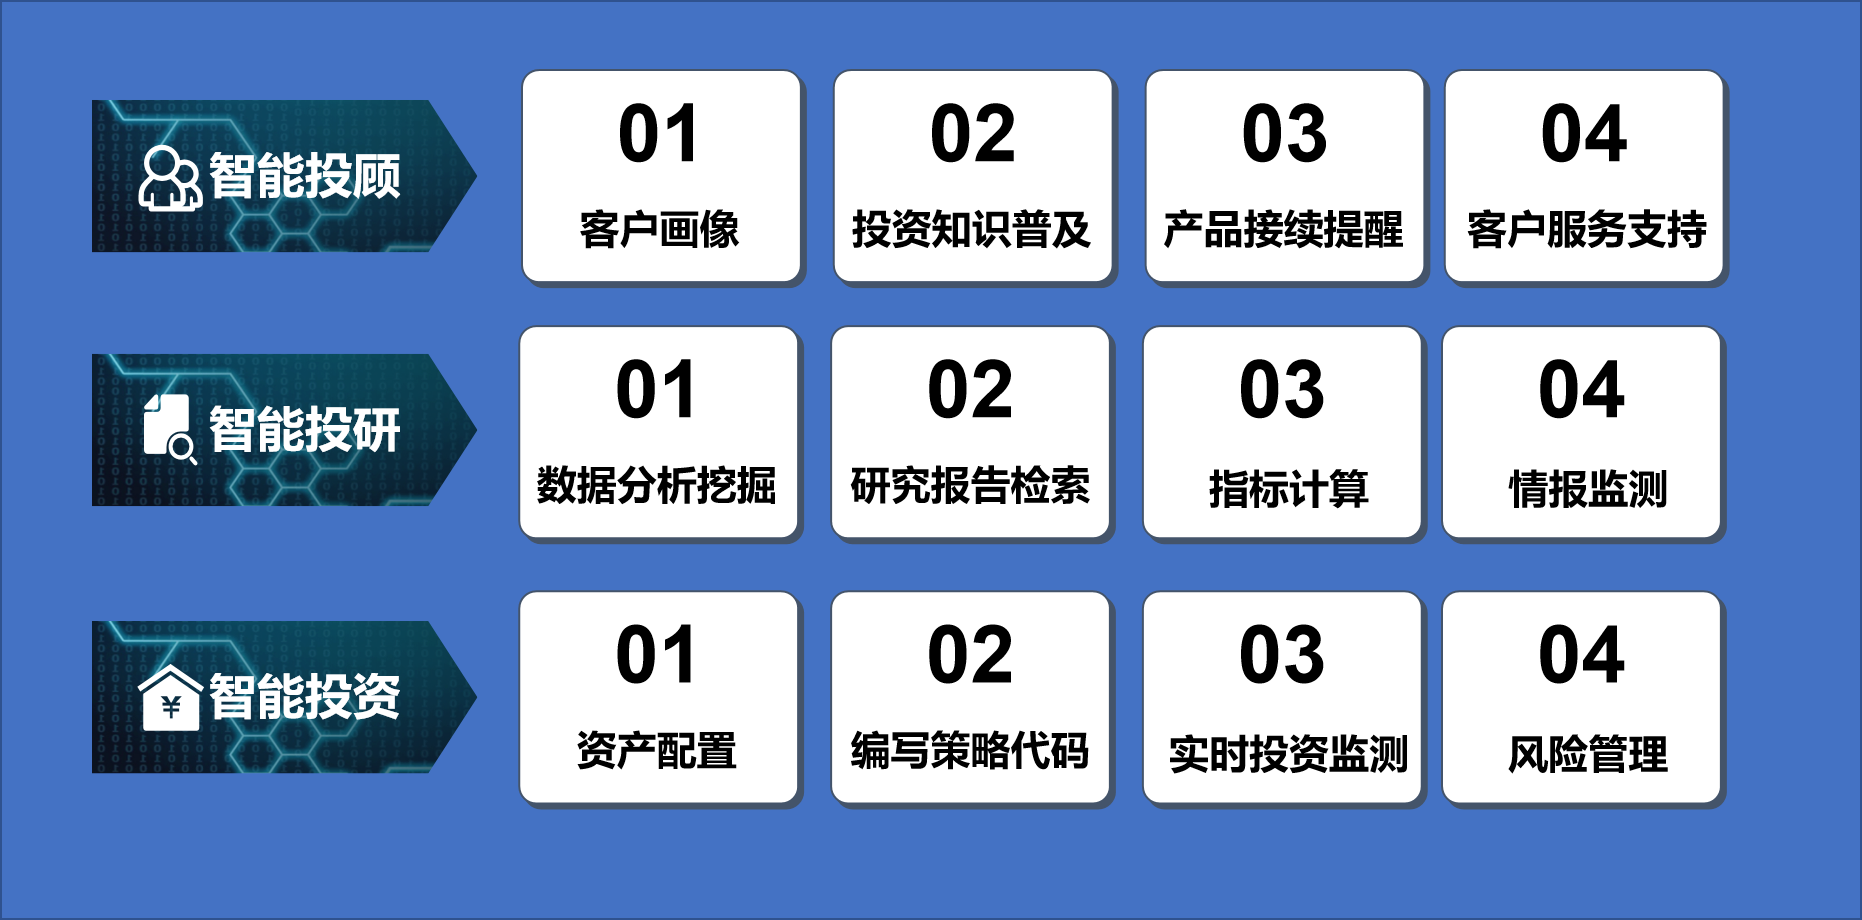 智能投顾
01
客户画像
02
投资知识普及
03
产品接续提醒
04
客户服务支持
智能投研
01
数据分析挖掘
02
研究报告检索
03
指标计算
04
情报监测
¥
智能投资
01
资产配置
02
编写策略代码
03
实时投资监测
04
风险管理